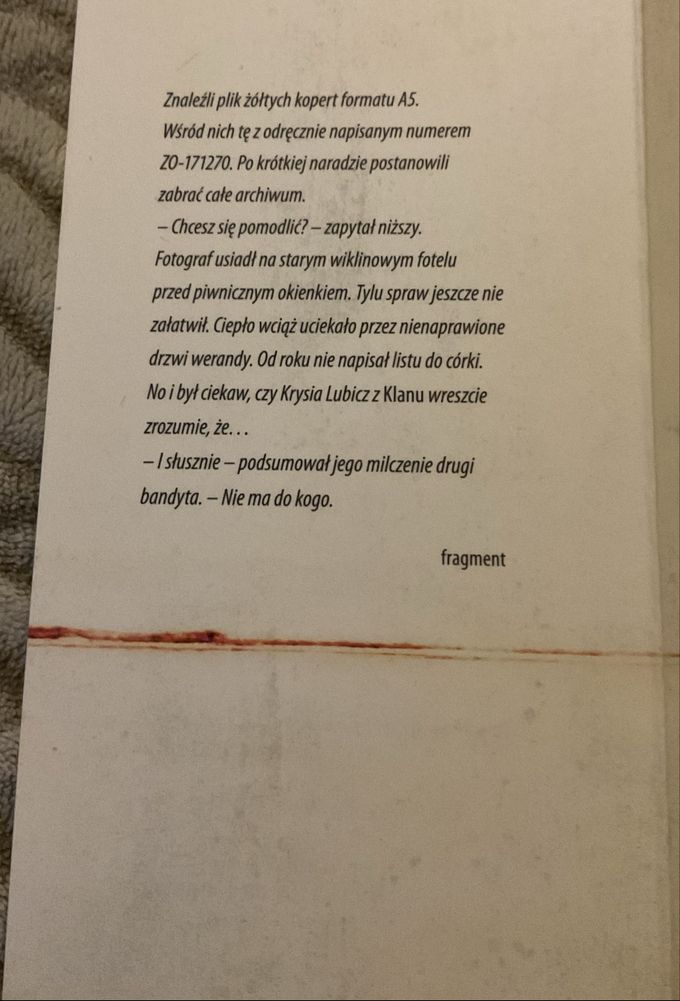 Znaleźli plik żółtych kopert formatu A5.
Wśród nich tę z odręcznie napisanym numerem
ZO-171270. Po krótkiej naradzie postanowili
zabrać całe archiwum.
– Chcesz się pomodlić? – zapytał niższy.
Fotograf usiadł na starym wiklinowym fotelu
przed piwnicznym okienkiem. Tylu spraw jeszcze nie
załatwił. Ciepło wciąż uciekało przez nienaprawione
drzwi werandy. Od roku nie napisał listu do córki.
No i był ciekaw, czy Krysia Lubicz z Klanu wreszcie
zrozumie, że…
– I słusznie – podsumował jego milczenie drugi
bandyta. – Nie ma do kogo.
fragment